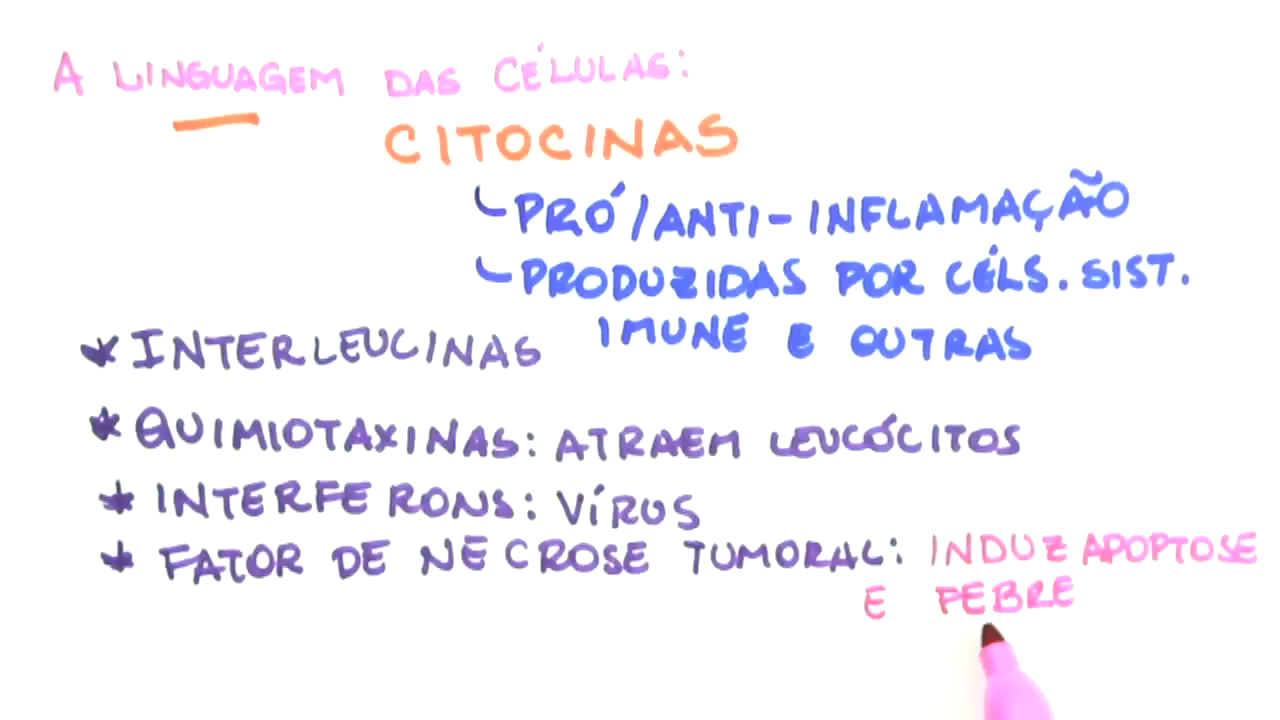 A LINGUAGEM DAS CÉLULAS:
CITOCINAS
PRÓ/ANTI-INFLAMAÇÃO
PRODUZIDAS POR CÉLS. SIST.
IMUNE E OUTRAS
* INTERLEUCINAS
* QUIMIOTAXINAS: ATRAEM LEUCÓCITOS
* INTERFERONS: VÍRUS
* FATOR DE NECROSE TUMORAL: INDUZ APOPTOSE
E FEBRE